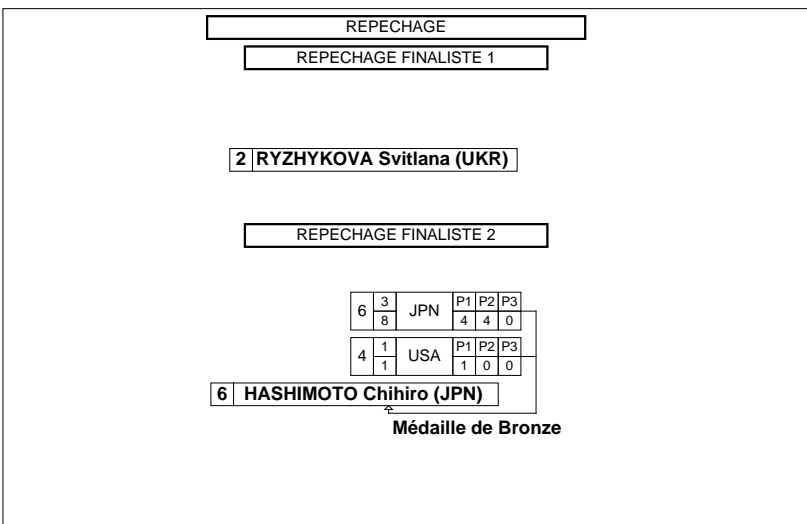 REPECHAGE
REPECHAGE FINALISTE 1
2 RYZHYKOVA Svitlana (UKR)
REPECHAGE FINALISTE 2
6 3 JPN P1 P2 P3
8 4 4 0
4 1 USA P1 P2 P3
1 1 0 0
6 HASHIMOTO Chihiro (JPN)
Médaille de Bronze